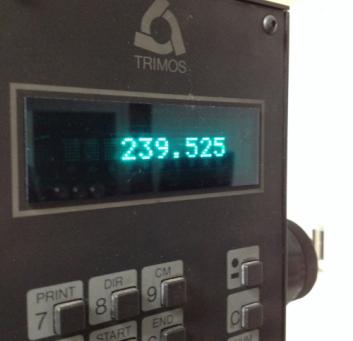 TRIMOS
239.525
PRINT
7
DIR
8
CM
9
START
END
C